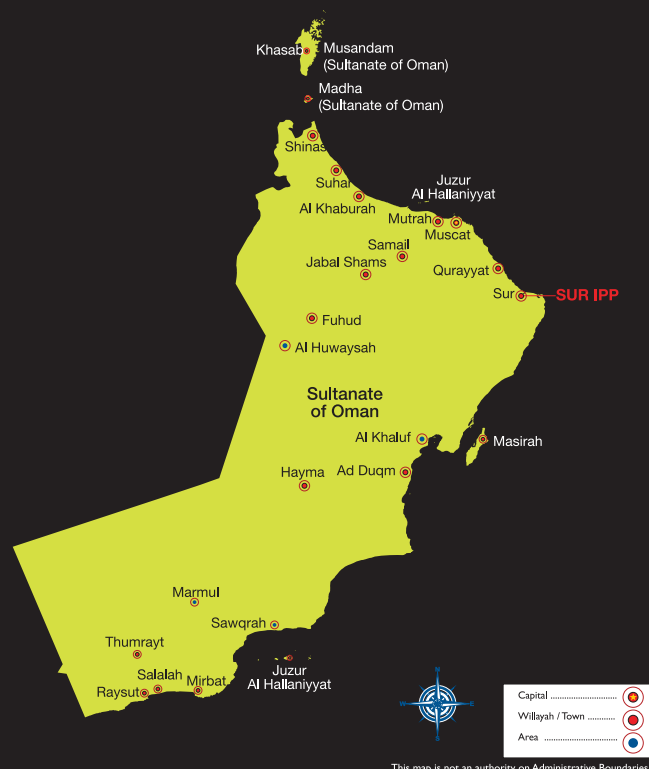 Khasab
Musandam
(Sultanate of Oman)
Madha
(Sultanate of Oman)
Shinas
Suhar
Al Khaburah
Juzur
Al Hallaniyyat
Mutrah
Muscat
Samail
Jabal Shams
Qurayyat
Sur
SUR IPP
Fuhud
Al Huwaysah
Sultanate
of Oman
Al Khaluf
Masirah
Hayma
Ad Duqm
Marmul
Sawqrah
Thumrayt
Salalah
Mirbat
Raysut
Juzur
Al Hallaniyyat
N
W
E
S
Capital ............................
Willayah / Town ............
Area ...............................
This map is not an authority on Administrative Boundaries